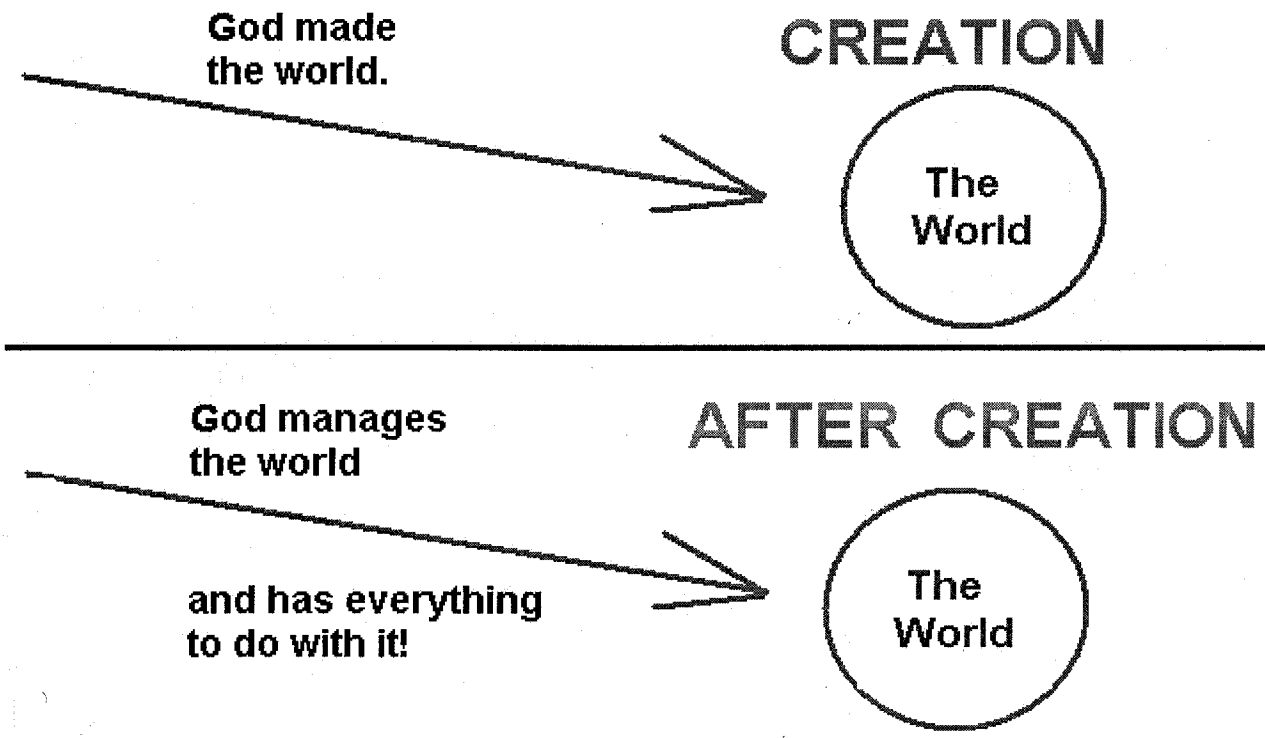 God made
the world.
CREATION
The
World
God manages
the world
AFTER CREATION
and has everything
to do with it!
The
World